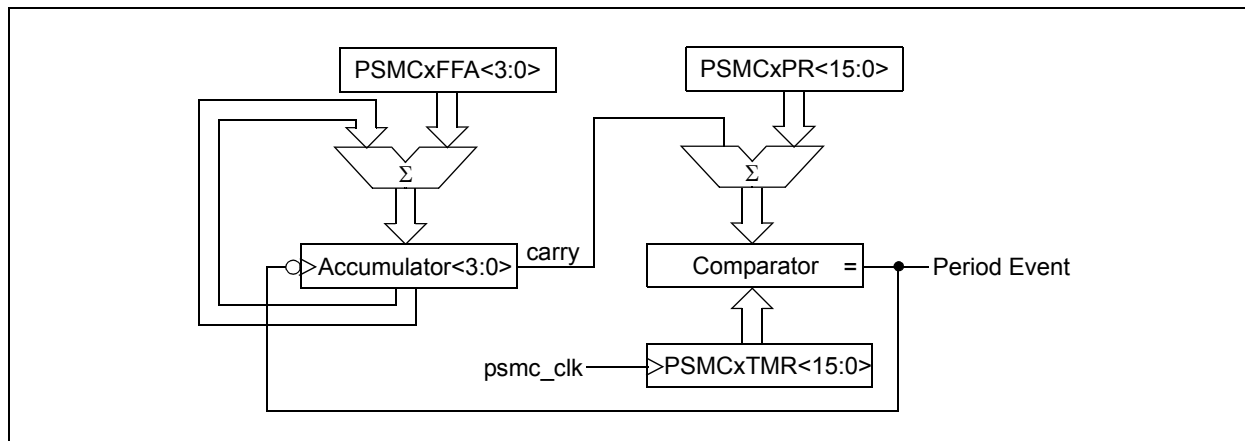 PSMCxFFA<3:0>
PSMCxPR<15:0>
Σ
Σ
Accumulator<3:0>
carry
Comparator =
Period Event
psmc_clk
PSMCxTMR<15:0>